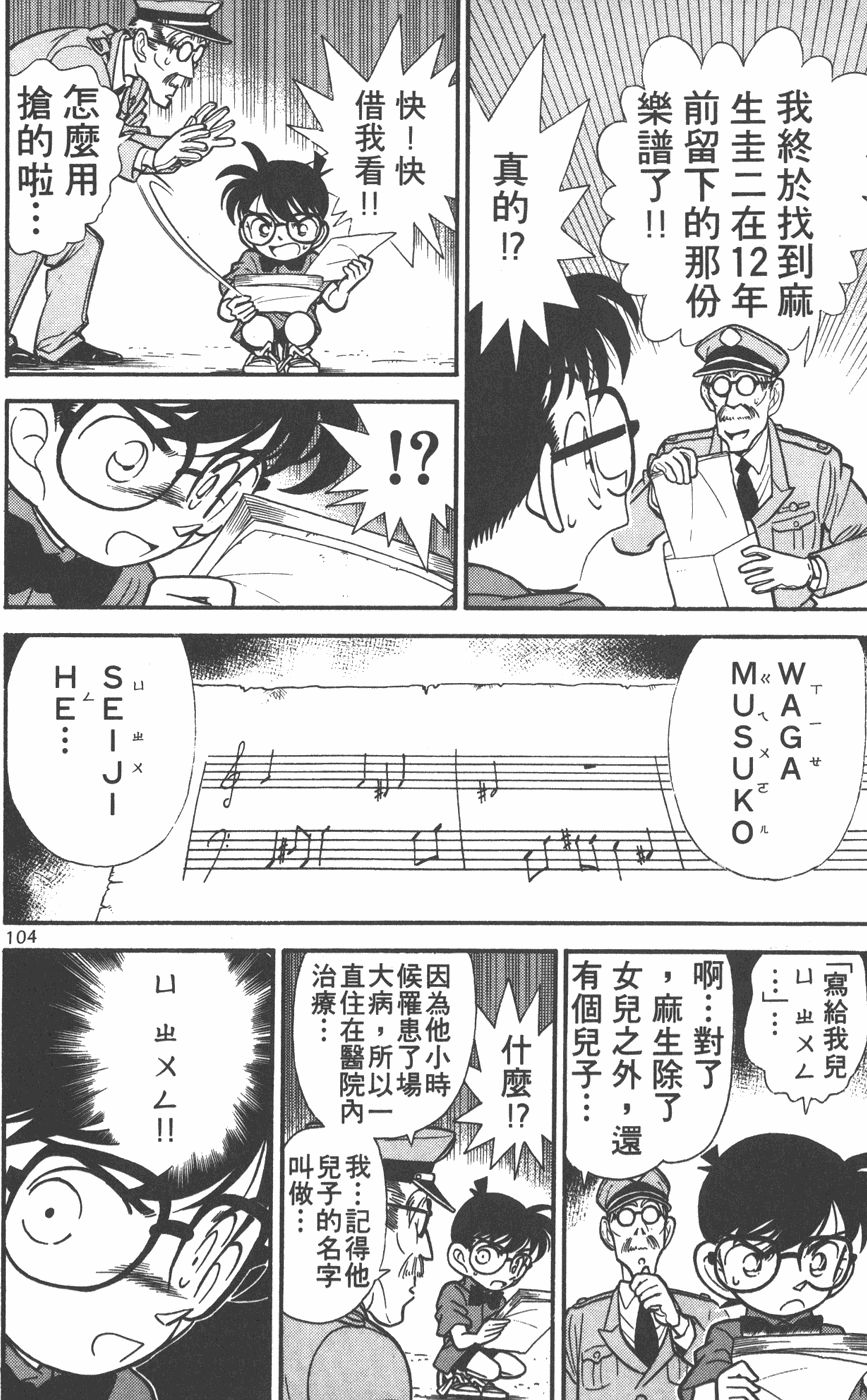 我終於找到麻
生圭二在12年
前留下的那份
樂譜了!!
真的!?
快!快
借我看!!
怎麼用
搶的啦…
!?
WAGA
ㄒㄧㄝ
MUSUKO
ㄍㄟㄨㄛㄦ
SEIJI
ㄩㄓㄨ
HE…
ㄥ
104
「寫給我兒
ㄩㄓㄨㄥ
…」…
啊…對了
，麻生除了
女兒之外，還
有個兒子…
什麼!?
因為他小時
候罹患了場
大病，所以一
直住在醫院內
治療…
我…記得他
兒子的名字
叫做…
ㄩㄓㄨㄥ!!